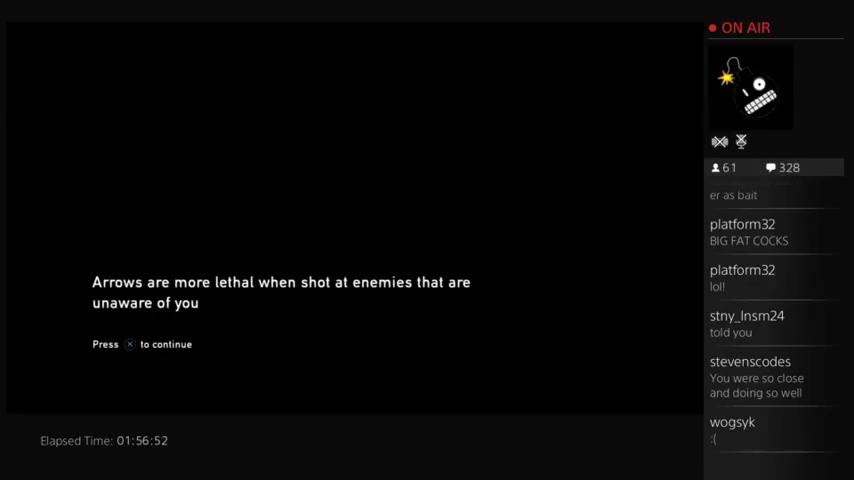 ON AIR
61 328
er as bait
platform32
BIG FAT COCKS
platform32
lol!
stny_lnsm24
told you
stevenscodes
You were so close
and doing so well
wogsyk
:(
Arrows are more lethal when shot at enemies that are
unaware of you
Press to continue
Elapsed Time: 01:56:52